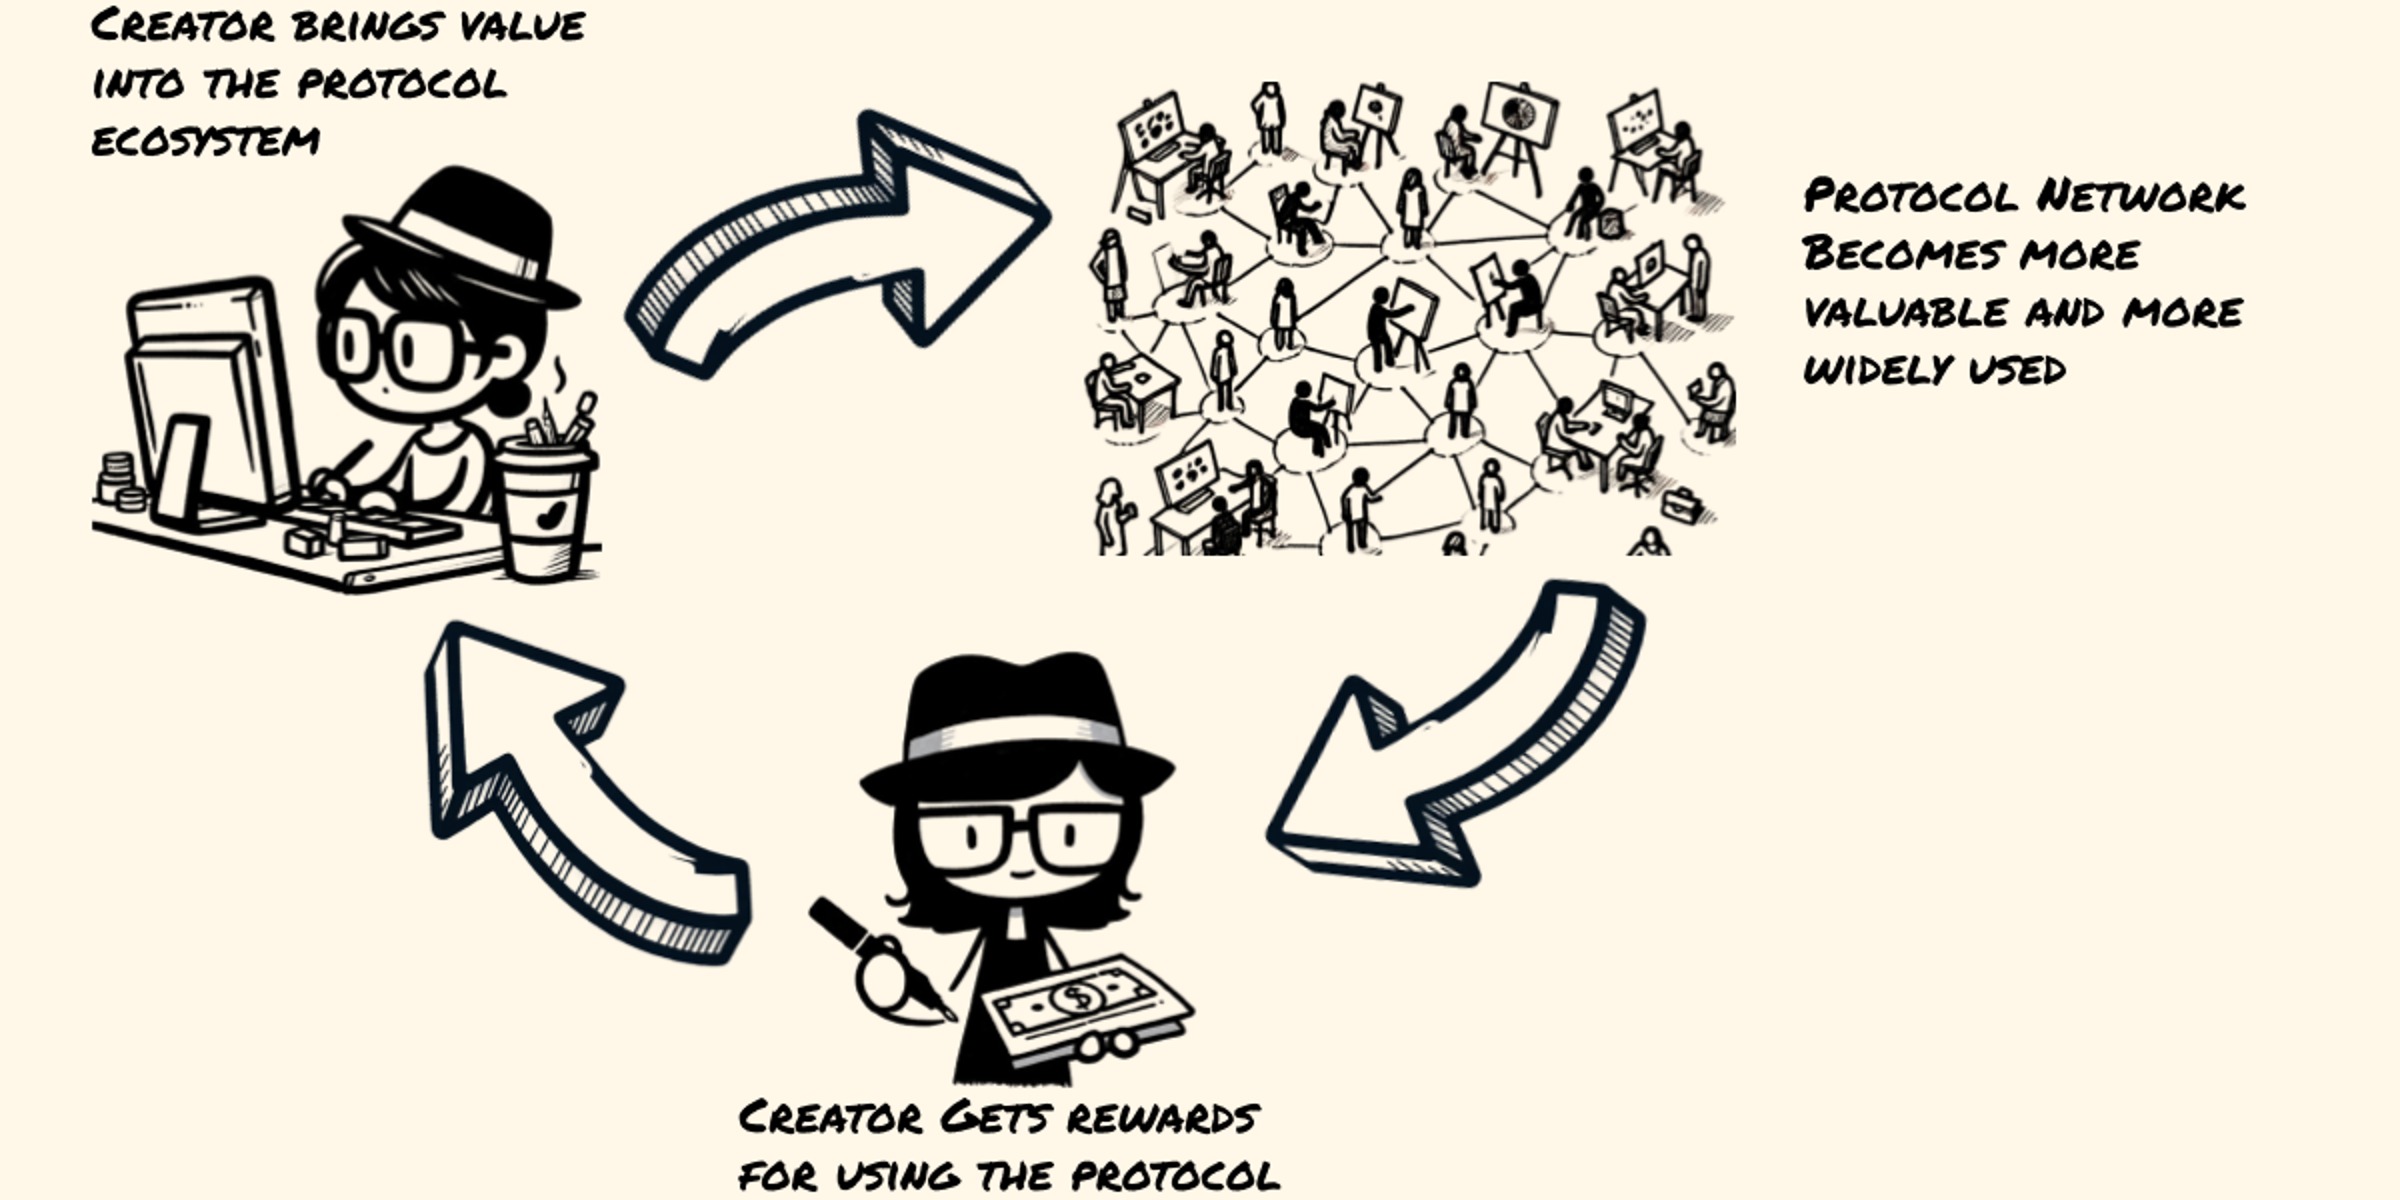 Creator brings value
into the protocol
ecosystem
Protocol Network
Becomes more
valuable and more
widely used
$
Creator Gets rewards
for using the protocol